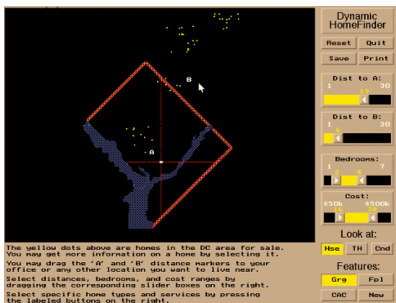 Dynamic
HomeFinder
Reset Quit
Save Print
Dist to A:
1 30
Dist to B:
1 30
Bedrooms:
1 7
Cost:
$50k $500k
Look at:
Hse TH Cnd
Features:
Grg Fpl
CAC New
B
A
The yellow dots above are homes in the DC area for sale.
You may get more information on a home by selecting it.
You may drag the 'A' and 'B' distance markers to your
office or any other location you want to live near.
Select distances, bedrooms, and cost ranges by
dragging the corresponding slider boxes on the right.
Select specific home types and services by pressing
the labeled buttons on the right.